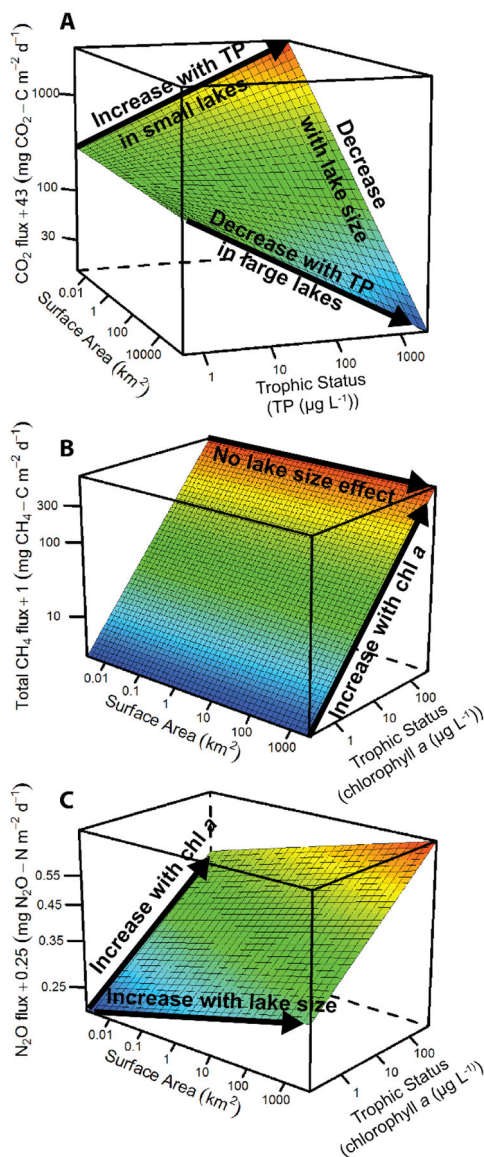 A
CO₂ flux + 43 (mg CO₂ – C m⁻² d⁻¹)
1000
100
30
Increase with TP
in small lakes
Decrease
with lake size
Decrease with TP
in large lakes
0.01
1
100
10000
Surface Area (km²)
1
10
100
1000
Trophic Status
(TP (µg L⁻¹))
B
Total CH₄ flux + 1 (mg CH₄ – C m⁻² d⁻¹)
300
100
10
No lake size effect
Increase with chl a
0.01
0.1
1
10
100
1000
Surface Area (km²)
1
10
100
Trophic Status
(chlorophyll a (µg L⁻¹))
C
N₂O flux + 0.25 (mg N₂O – N m⁻² d⁻¹)
0.55
0.45
0.35
0.25
Increase with chl a
Increase with lake size
0.01
0.1
1
10
100
1000
Surface Area (km²)
1
10
100
Trophic Status
(chlorophyll a (µg L⁻¹))